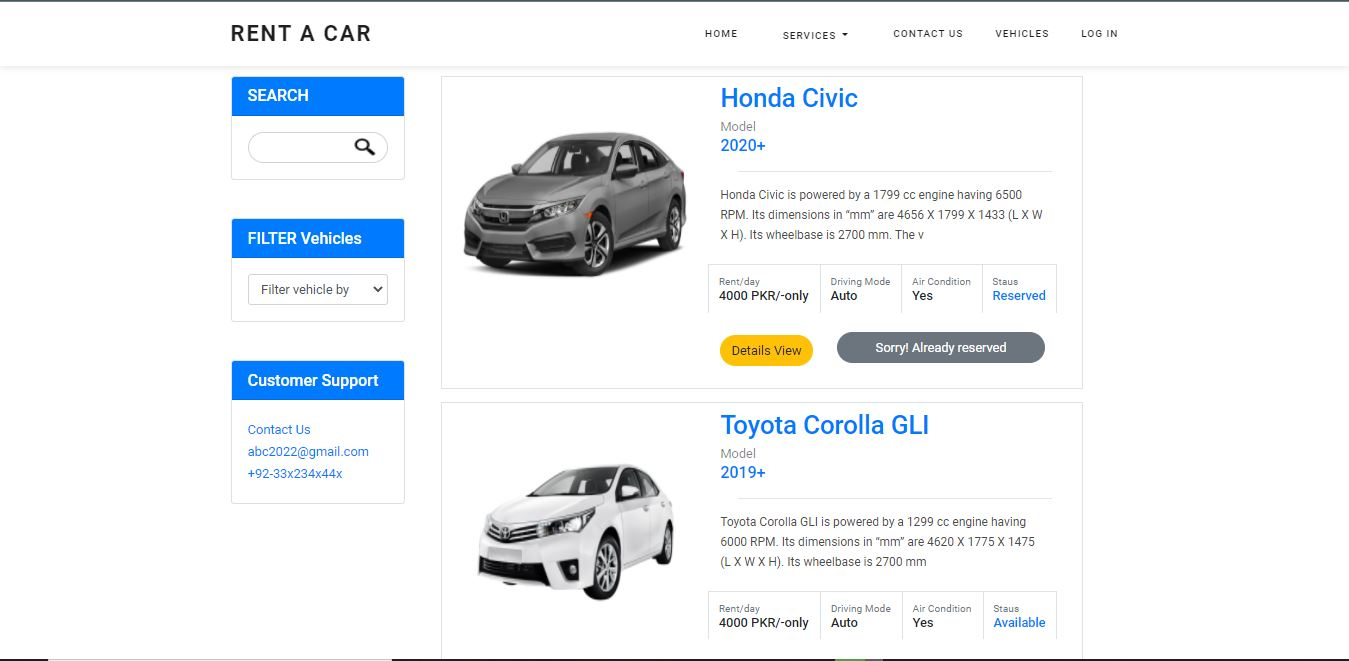 RENT A CAR
HOME
SERVICES
CONTACT US
VEHICLES
LOG IN
SEARCH
FILTER Vehicles
Filter vehicle by
Customer Support
Contact Us
abc2022@gmail.com
+92-33x234x44x
Honda Civic
Model
2020+
Honda Civic is powered by a 1799 cc engine having 6500
RPM. Its dimensions in “mm” are 4656 X 1799 X 1433 (L X W
X H). Its wheelbase is 2700 mm. The v
Rent/day
4000 PKR/-only
Driving Mode
Auto
Air Condition
Yes
Staus
Reserved
Details View
Sorry! Already reserved
Toyota Corolla GLI
Model
2019+
Toyota Corolla GLI is powered by a 1299 cc engine having
6000 RPM. Its dimensions in “mm” are 4620 X 1775 X 1475
(L X W X H). Its wheelbase is 2700 mm
Rent/day
4000 PKR/-only
Driving Mode
Auto
Air Condition
Yes
Staus
Available